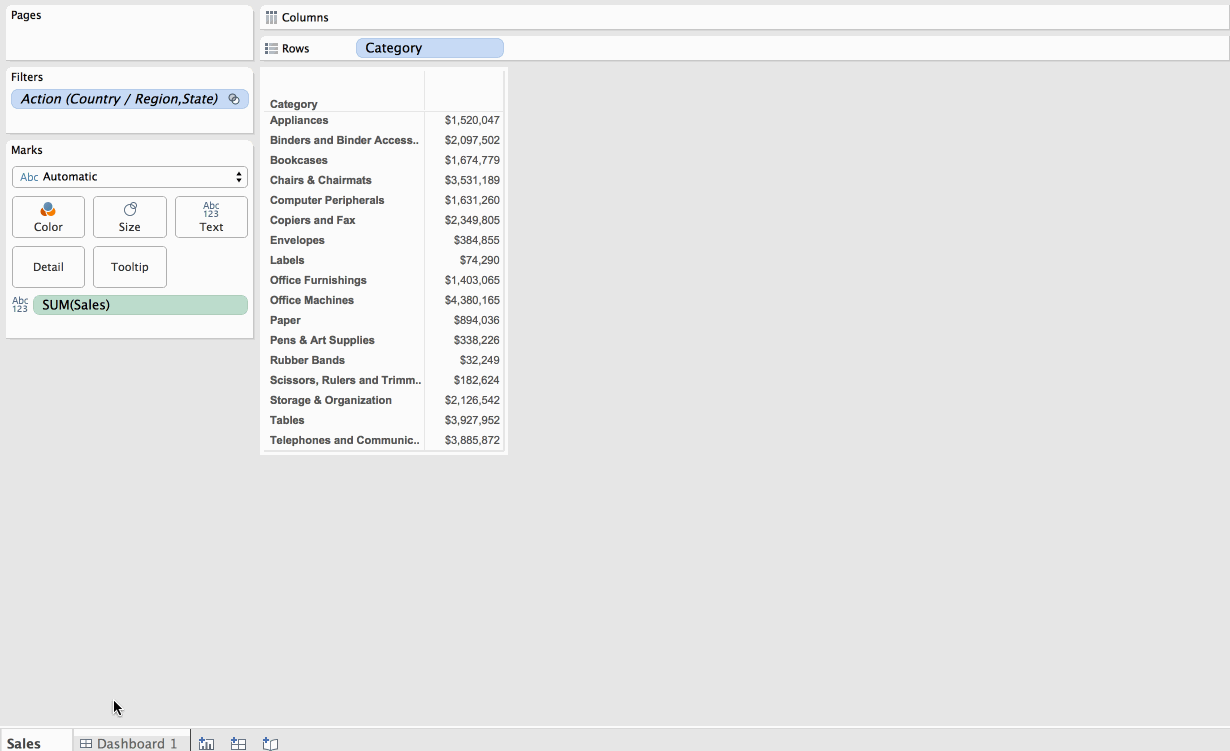 Pages
Columns
Rows
Category
Filters
Action (Country / Region,State)
Marks
Abc Automatic
Color
Size
Abc
123
Text
Detail
Tooltip
Abc
123
SUM(Sales)
Category
Appliances $1,520,047
Binders and Binder Access.. $2,097,502
Bookcases $1,674,779
Chairs & Chairmats $3,531,189
Computer Peripherals $1,631,260
Copiers and Fax $2,349,805
Envelopes $384,855
Labels $74,290
Office Furnishings $1,403,065
Office Machines $4,380,165
Paper $894,036
Pens & Art Supplies $338,226
Rubber Bands $32,249
Scissors, Rulers and Trimm.. $182,624
Storage & Organization $2,126,542
Tables $3,927,952
Telephones and Communic.. $3,885,872
Sales
Dashboard 1